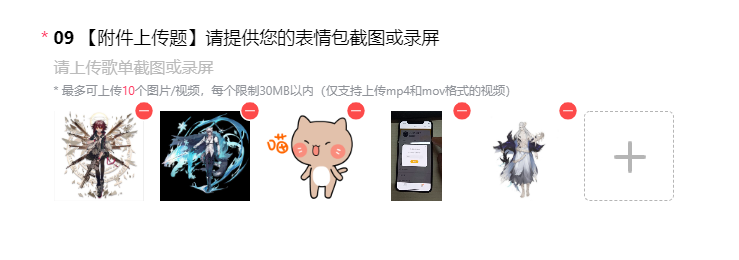 * 09 【附件上传题】请提供您的表情包截图或录屏
请上传歌单截图或录屏
* 最多可上传10个图片/视频，每个限制30MB以内（仅支持上传mp4和mov格式的视频）
喵